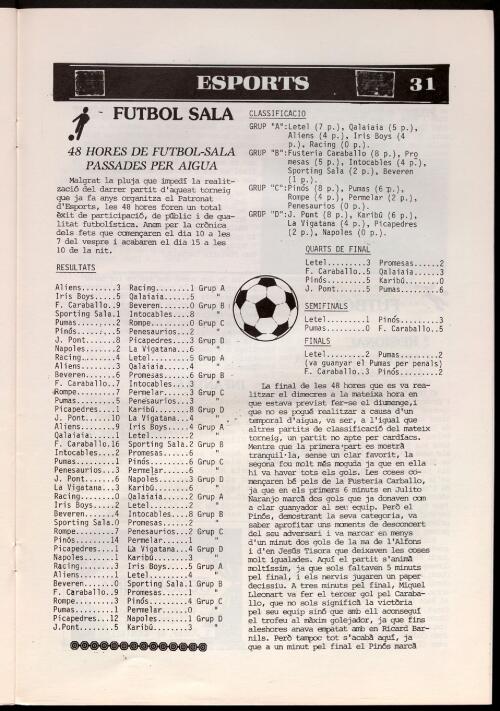 ESPORTS 31
FUTBOL SALA
48 HORES DE FUTBOL-SALA
PASSADES PER AIGUA
Malgrat la pluja que impedí la realit-
zació del darrer partit d'aquest torneig
que ja fa anys organitza el Patronat
d'Esports, les 48 hores foren un total
èxit de participació, de públic i de qua-
litat futbolística. Anem per la crònica
dels fets que començaren el dia 10 a les
7 del vespre i acabaren el dia 15 a les
10 de la nit.
RESULTATS
Aliens........3 Racing.......1 Grup A
Iris Boys.....5 Qalaiaia.....5 "
F. Caraballo..9 Beveren......0 Grup B
Sporting Sala.1 Intocables...8 "
Pumas.........2 Rompe........0 Grup C
Pinós.........5 Penesaurios..2 "
J. Pont.......8 Picapedres...3 Grup D
Napoles.......2 La Vigatana..6 "
Racing........4 Letel........5 Grup A
Aliens........3 Qalaiaia.....4 "
Beveren.......6 Promesas.....6 Grup B
F. Caraballo..7 Intocables...3 "
Rompe.........7 Permelar.....3 Grup C
Pumas.........5 Penesaurios..3 "
Picapedres....1 Karibú.......8 Grup D
J. Pont......10 La Vigatana..4 "
Aliens........9 Iris Boys....4 Grup A
Qalaiaia......1 Letel........2 "
F. Caraba....16 Sporting Sala.2 Grup B
Intocables....2 Promesas.....6 "
Pumas.........1 Pinós........6 Grup C
Penesaurios...3 Permelar.....6 "
J. Pont.......6 Napoles......3 Grup D
La Vigatana...3 Karibú.......6 "
Racing........0 Qalaiaia.....2 Grup A
Iris Boys.....2 Letel........2 "
Beveren.......4 Intocables...8 Grup B
Sporting Sala.0 Promesas.....2 "
Rompe.........7 Penesaurios..2 Grup C
Pinós........14 Permelar.....1 "
Picapedres....1 La Vigatana..4 Grup D
Napoles.......1 Karibú.......3 "
Racing........3 Iris Boys....5 Grup A
Aliens........1 Letel........4 "
Beveren.......0 Sporting Sala.1 Grup B
F. Caraballo..9 Promesas.....1 "
Rompe.........3 Pinós........4 Grup C
Pumas.........1 Permelar.....0 "
Picapedres...12 Napoles......1 Grup D
J.Pont........5 Karibú.......3 "
CLASSIFICACIO
GRUP "A":Letel (7 p.), Qalaiaia (5 p.),
Aliens (4 p.), Iris Boys (4
p.), Racing (0 p.).
GRUP "B":Fusteria Caraballo (8 p.), Pro
mesas (5 p.), Intocables (4 p.),
Sporting Sala (2 p.), Beveren
(1 p.).
GRUP "C":Pinós (8 p.), Pumas (6 p.),
Rompe (4 p.), Permelar (2 p.),
Penesaurios (0 p.).
GRUP "D":J. Pont (8 p.), Karibú (6 p.),
La Vigatana (4 p.), Picapedres
(2 p.), Napoles (0 p.).
QUARTS DE FINAL
Letel.........3 Promesas......2
F. Caraballo..5 Qalaiaia......3
Pinós.........5 Karibú........0
J. Pont.......5 Pumas.........6
SEMIFINALS
Letel.........1 Pinós.........3
Pumas.........0 F. Caraballo..5
FINALS
Letel.........2 Pumas.........2
(va guanyar el Pumas per penals)
F. Caraballo..3 Pinós.........2
La final de les 48 hores que es va rea-
litzar el dimecres a la mateixa hora en
que estava previst fer-se el diumenge,i
que no es pogué realitzar a causa d'un
temporal d'aigua, va ser, a l'igual que
altres partits de classificació del mateix
torneig, un partit no apte per cardíacs.
Mentre que la primera part es mostrà
tranquil·la, sense un clar favorit, la
segona fou molt més moguda ja que en ella
hi va haver tots els gols. Les coses co-
mençaren bé pels de la Fusteria Carballo,
ja que en els primers 6 minuts en Julito
Naranjo marcà dos gols que ja donaven com
a clar guanyador al seu equip. Però el
Pinós, demostrant la seva categoria, va
saber aprofitar uns moments de desconcert
del seu adversari i va marcar en menys
d'un minut dos gols de la ma de l'Alfons
i d'en Jesús Tisora que deixaven les coses
molt igualades. Aquí el partit s'animà
moltíssim, ja que sols faltaven 5 minuts
pel final, i els nervis jugaren un paper
decissiu. A tres minuts pel final, Miquel
Lleonart va fer el tercer gol pel Caraba-
llo, que no sols significà la victòria
pel seu equip sinó que amb ell aconseguí
el trofeu al màxim golejador, ja que fins
aleshores anava empatat amb en Ricard Bar-
nils. Però tampoc tot s'acabà aquí, ja
que a un minut pel final el Pinós marcà